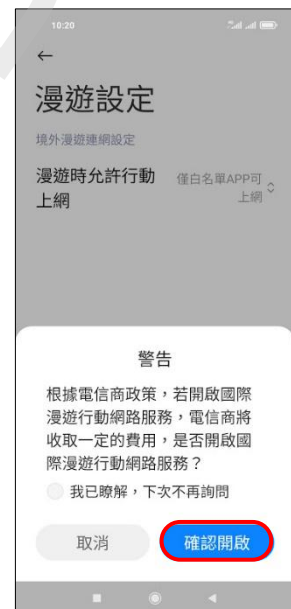 10:20
←
漫遊設定
境外漫遊連網設定
漫遊時允許行動
上網
僅白名單APP可
上網
警告
根據電信商政策，若開啟國際
漫遊行動網路服務，電信商將
收取一定的費用，是否開啟國
際漫遊行動網路服務？
我已瞭解，下次不再詢問
取消
確認開啟